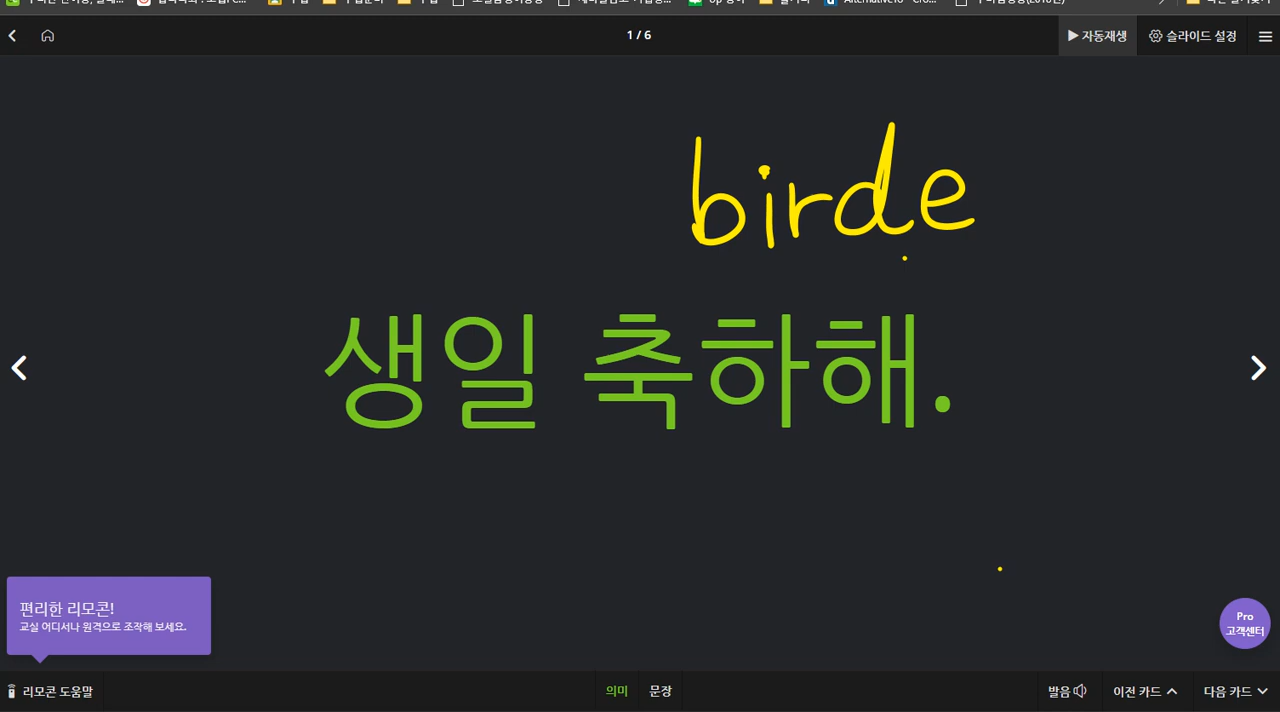 1 / 6
자동재생
슬라이드 설정
birde
생일 축하해.
편리한 리모콘!
교실 어디서나 원격으로 조작해 보세요.
Pro
고객센터
리모콘 도움말
의미
문장
발음
이전 카드
다음 카드